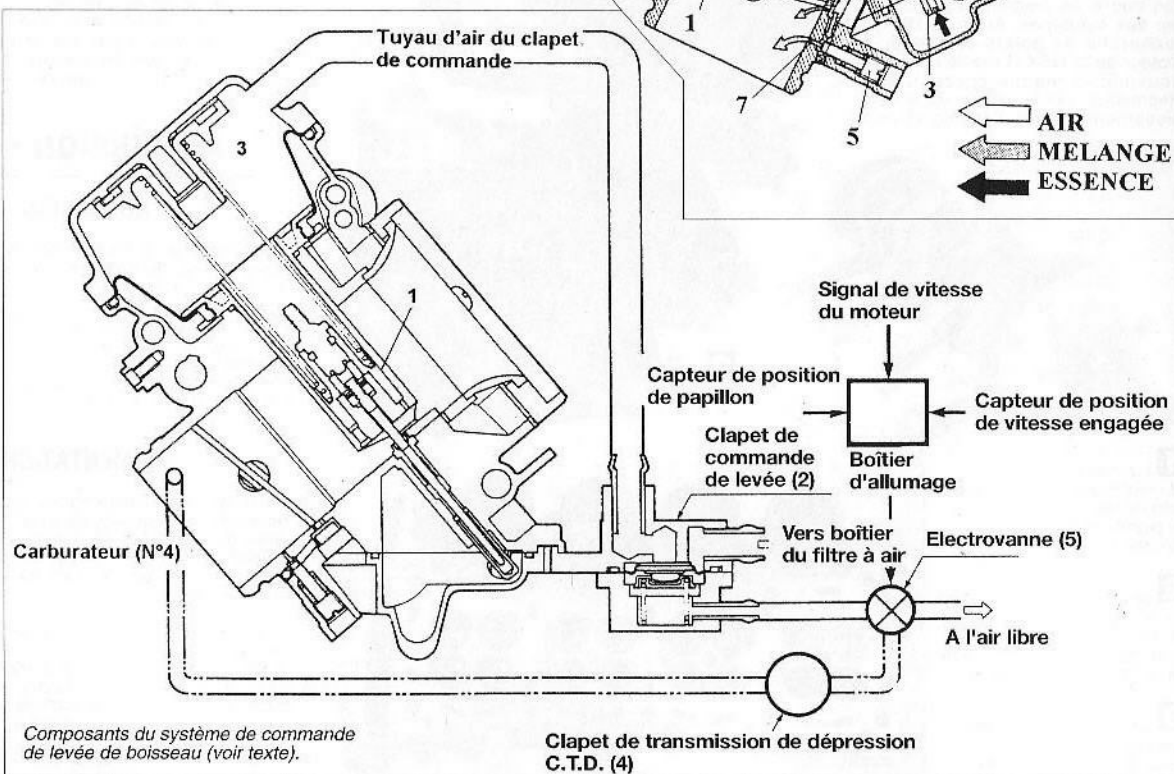 1
7
5
3
AIR
MELANGE
ESSENCE
Tuyau d'air du clapet
de commande
3
1
Signal de vitesse
du moteur
Capteur de position
de papillon
Capteur de position
de vitesse engagée
Boîtier
d'allumage
Clapet de
commande
de levée (2)
Vers boîtier
du filtre à air
Electrovanne (5)
Carburateur (N°4)
A l'air libre
Composants du système de commande
de levée de boisseau (voir texte).
Clapet de transmission de dépression
C.T.D. (4)